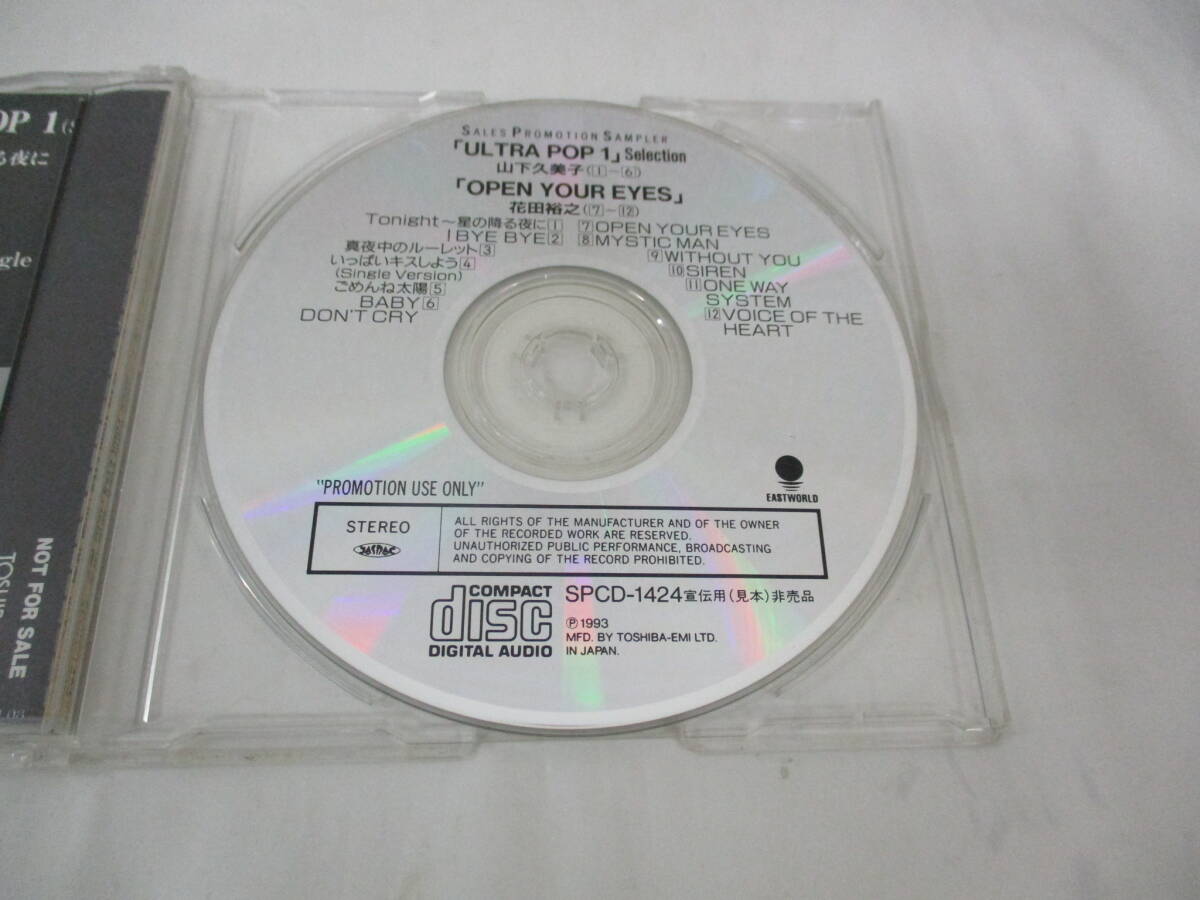 OP 1
る夜に
gle
NOT FOR SALE
SALES PROMOTION SAMPLER
「ULTRA POP 1」Selection
山下久美子(1–6)
「OPEN YOUR EYES」
花田裕之(7–12)
Tonight～星の降る夜に1
I BYE BYE2
真夜中のルーレット3
いっぱいキスしよう4
(Single Version)
ごめんね太陽5
BABY6
DON'T CRY
7OPEN YOUR EYES
8MYSTIC MAN
9WITHOUT YOU
10SIREN
11ONE WAY
SYSTEM
12VOICE OF THE
HEART
"PROMOTION USE ONLY"
EASTWORLD
STEREO
JASRAC
ALL RIGHTS OF THE MANUFACTURER AND OF THE OWNER
OF THE RECORDED WORK ARE RESERVED.
UNAUTHORIZED PUBLIC PERFORMANCE, BROADCASTING
AND COPYING OF THE RECORD PROHIBITED.
COMPACT
disc
DIGITAL AUDIO
SPCD-1424宣伝用(見本)非売品
℗1993
MFD. BY TOSHIBA-EMI LTD.
IN JAPAN.